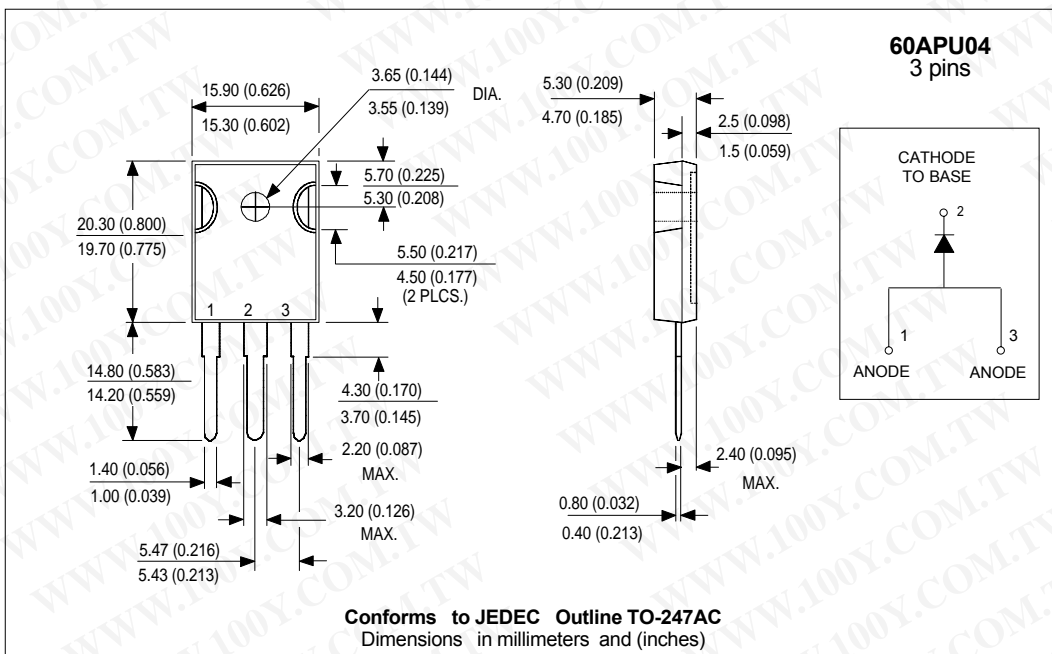 60APU04
3 pins
15.90 (0.626)
15.30 (0.602)
3.65 (0.144)
3.55 (0.139)
DIA.
5.30 (0.209)
4.70 (0.185)
2.5 (0.098)
1.5 (0.059)
5.70 (0.225)
5.30 (0.208)
20.30 (0.800)
19.70 (0.775)
5.50 (0.217)
4.50 (0.177)
(2 PLCS.)
1 2 3
14.80 (0.583)
14.20 (0.559)
4.30 (0.170)
3.70 (0.145)
2.20 (0.087)
MAX.
1.40 (0.056)
1.00 (0.039)
3.20 (0.126)
MAX.
5.47 (0.216)
5.43 (0.213)
2.40 (0.095)
MAX.
0.80 (0.032)
0.40 (0.213)
CATHODE
TO BASE
2
1
3
ANODE
ANODE
Conforms to JEDEC Outline TO-247AC
Dimensions in millimeters and (inches)
WWW.100Y.COM.TW